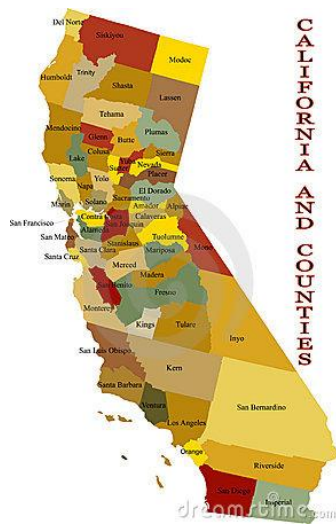 CALIFORNIA AND COUNTIES
Del Norte
Siskiyou
Modoc
Humboldt
Trinity
Shasta
Lassen
Tehama
Mendocino
Plumas
Glenn
Butte
Sierra
Colusa
Yuba
Nevada
Lake
Sutter
Placer
Sonoma
Yolo
El Dorado
Napa
Sacramento
Amador
Alpine
Marin
Solano
Calaveras
Contra Costa
San Joaquin
San Francisco
Alameda
Tuolumne
Mono
San Mateo
Stanislaus
Mariposa
Santa Clara
Santa Cruz
Merced
Madera
San Benito
Fresno
Monterey
Kings
Tulare
Inyo
San Luis Obispo
Kern
Santa Barbara
San Bernardino
Ventura
Los Angeles
Orange
Riverside
San Diego
Imperial
dreamstime.com